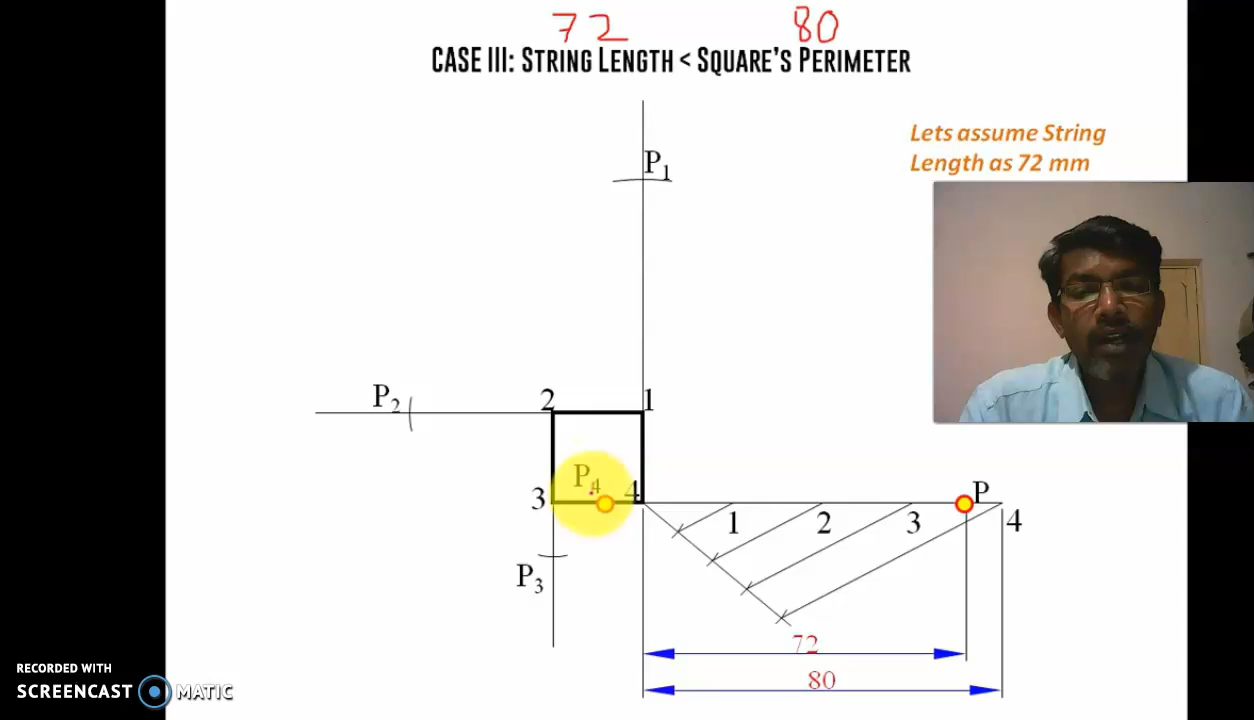 72 80
CASE III: STRING LENGTH < SQUARE'S PERIMETER
Lets assume String
Length as 72 mm
P1
P2
2
1
P4
3
4
P
1
2
3
4
P3
72
80
RECORDED WITH
SCREENCAST MATIC